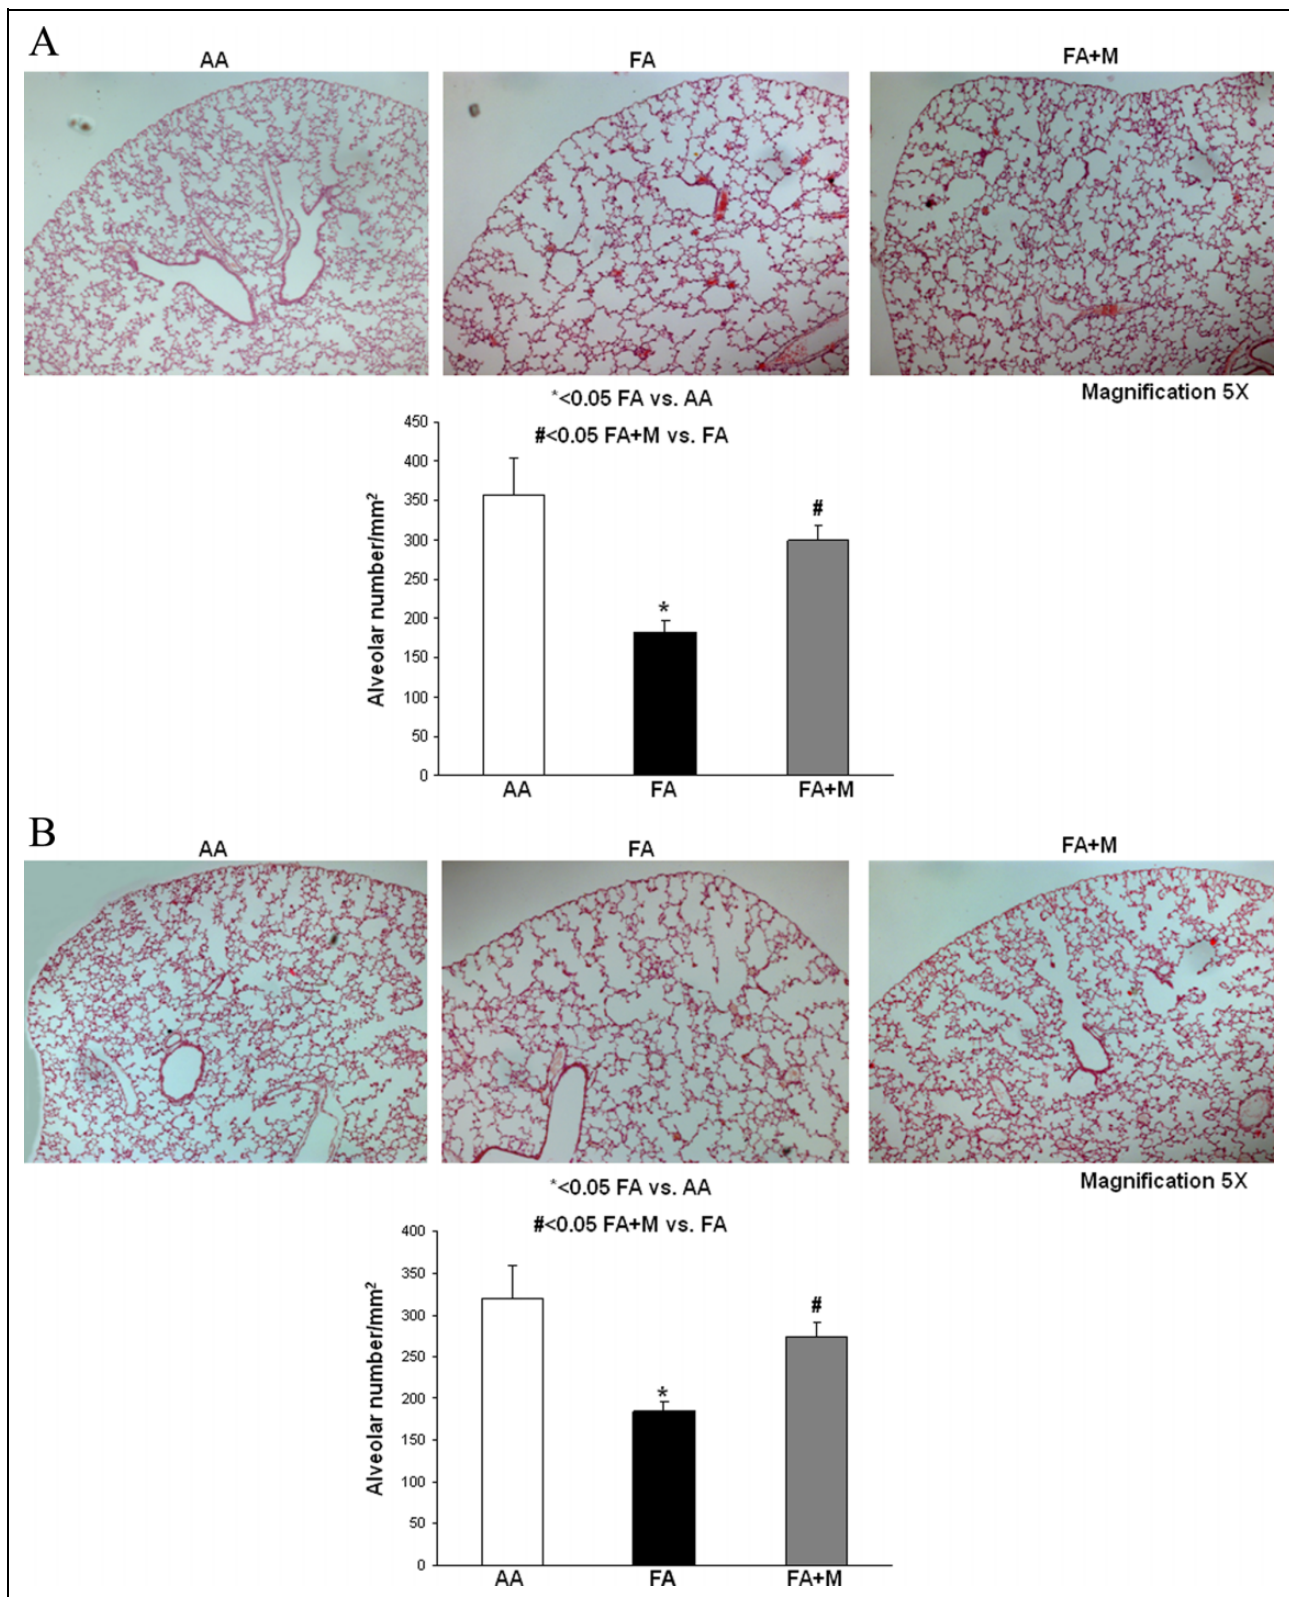 A
AA
FA
FA+M
Magnification 5X
*<0.05 FA vs. AA
#<0.05 FA+M vs. FA
Alveolar number/mm²
450
400
350
300
250
200
150
100
50
0
#
*
AA
FA
FA+M
B
AA
FA
FA+M
Magnification 5X
*<0.05 FA vs. AA
#<0.05 FA+M vs. FA
Alveolar number/mm²
400
350
300
250
200
150
100
50
0
#
*
AA
FA
FA+M